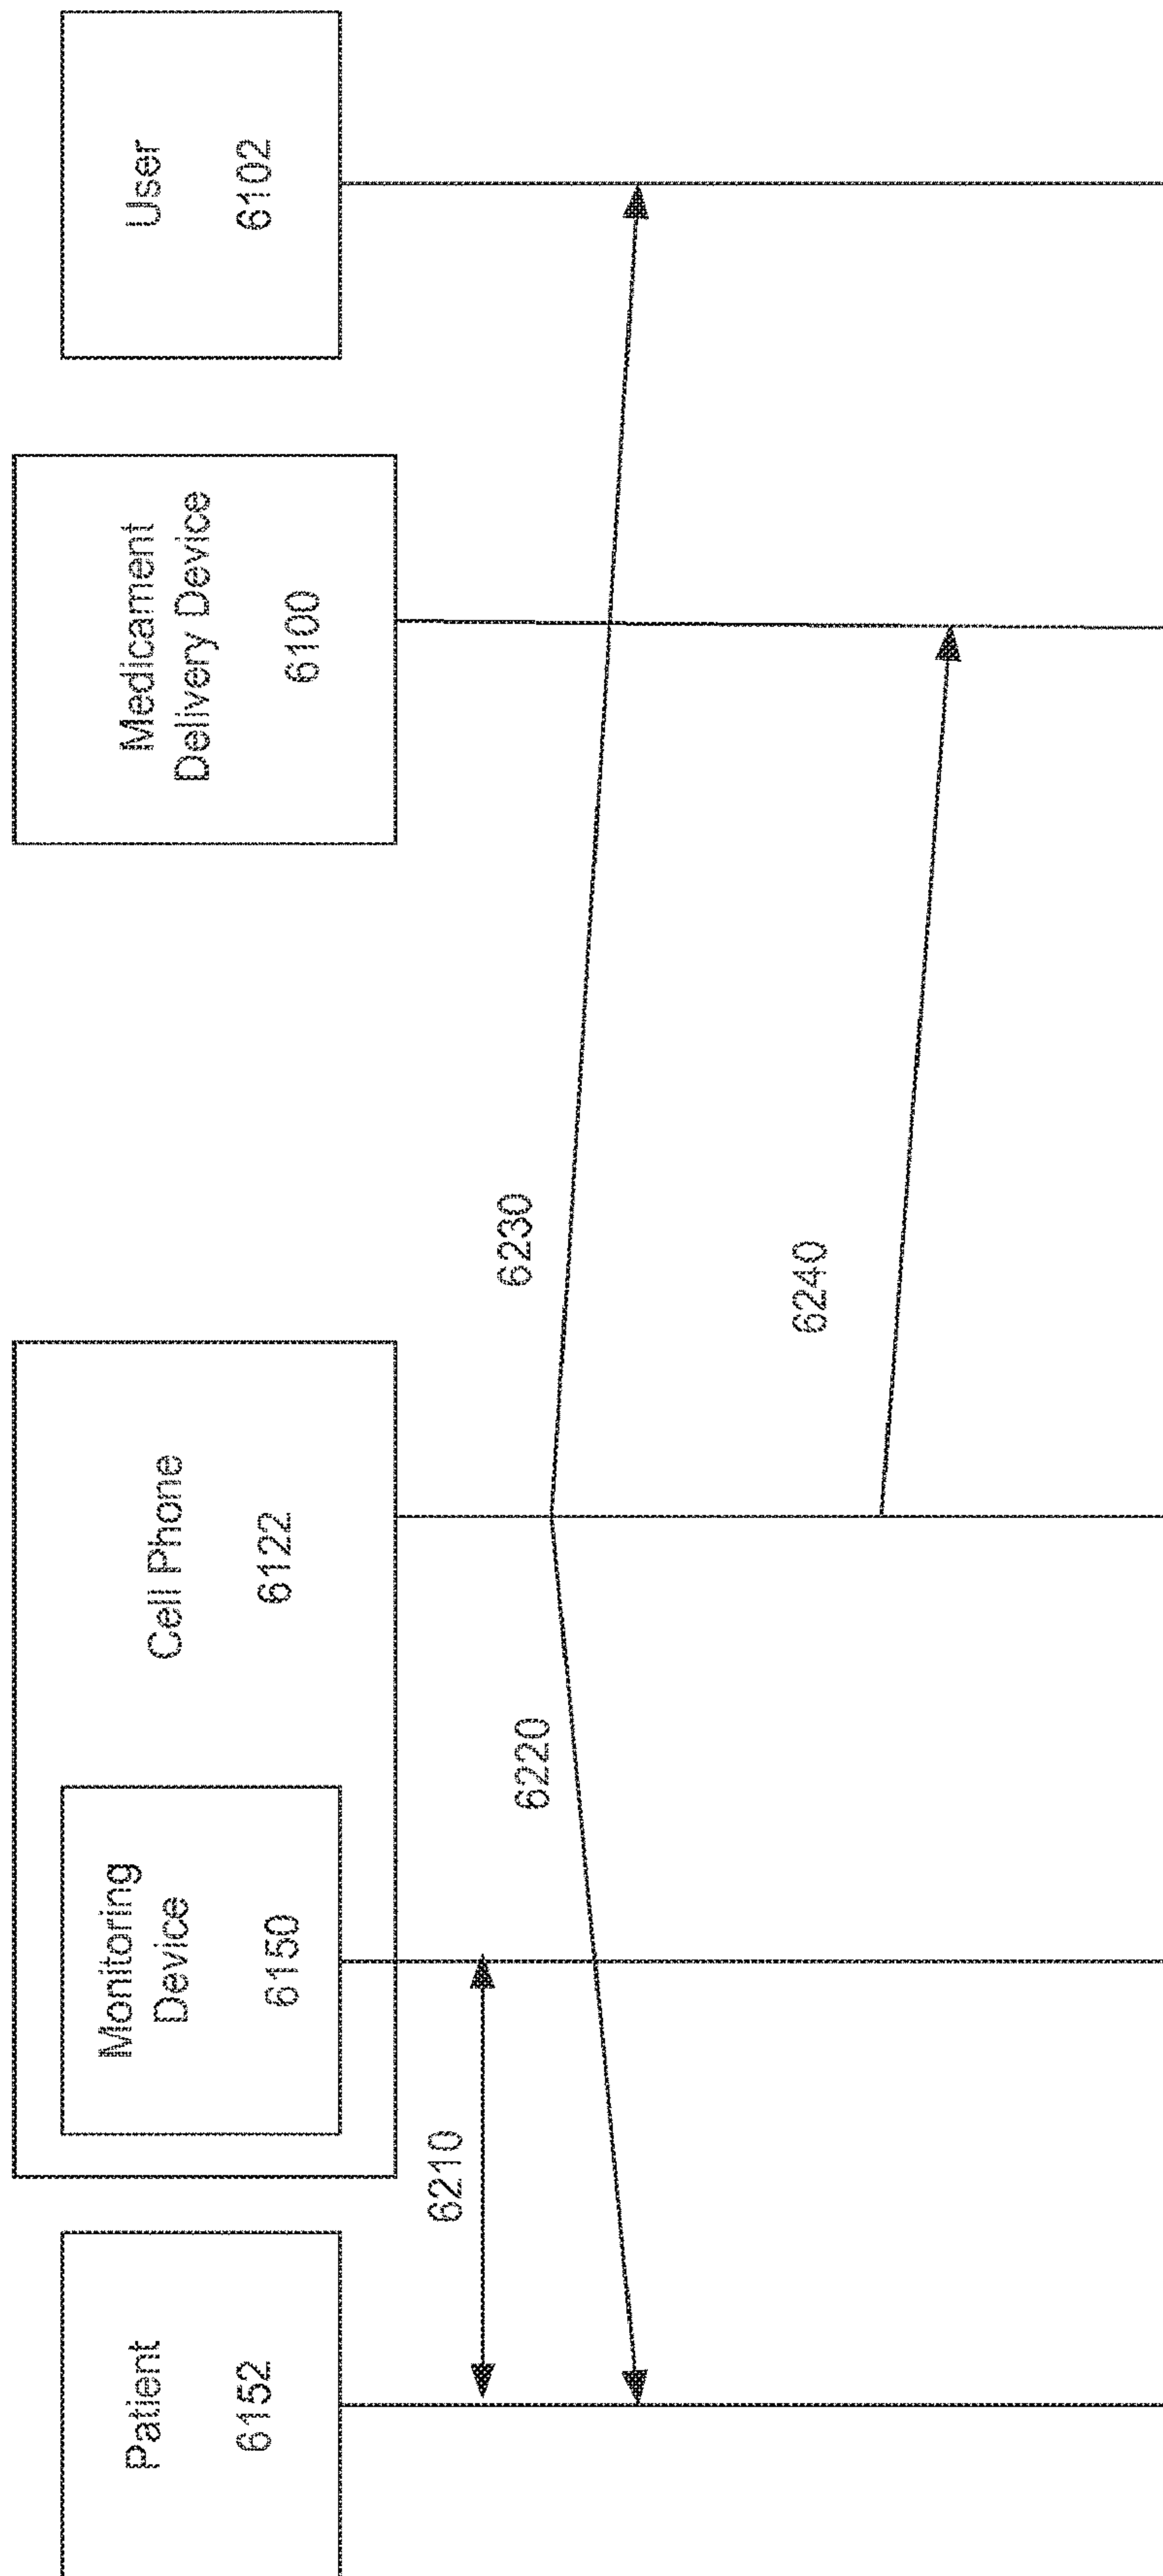 Patient
6152
Monitoring
Device
6150
Cell Phone
6122
Medicament
Delivery Device
6100
User
6102
6210
6220
6230
6240